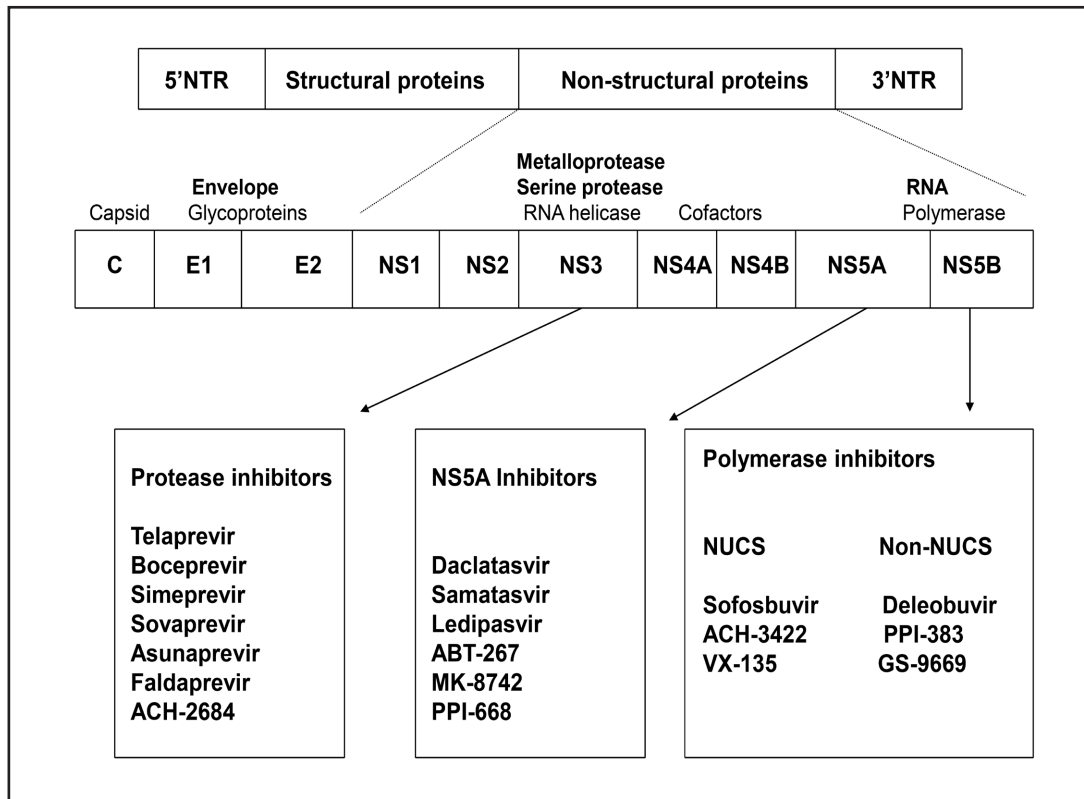 5'NTR Structural proteins Non-structural proteins 3'NTR
Metalloprotease
Envelope Serine protease RNA
Capsid Glycoproteins RNA helicase Cofactors Polymerase
C E1 E2 NS1 NS2 NS3 NS4A NS4B NS5A NS5B
Protease inhibitors
Telaprevir
Boceprevir
Simeprevir
Sovaprevir
Asunaprevir
Faldaprevir
ACH-2684
NS5A Inhibitors
Daclatasvir
Samatasvir
Ledipasvir
ABT-267
MK-8742
PPI-668
Polymerase inhibitors
NUCS Non-NUCS
Sofosbuvir Deleobuvir
ACH-3422 PPI-383
VX-135 GS-9669